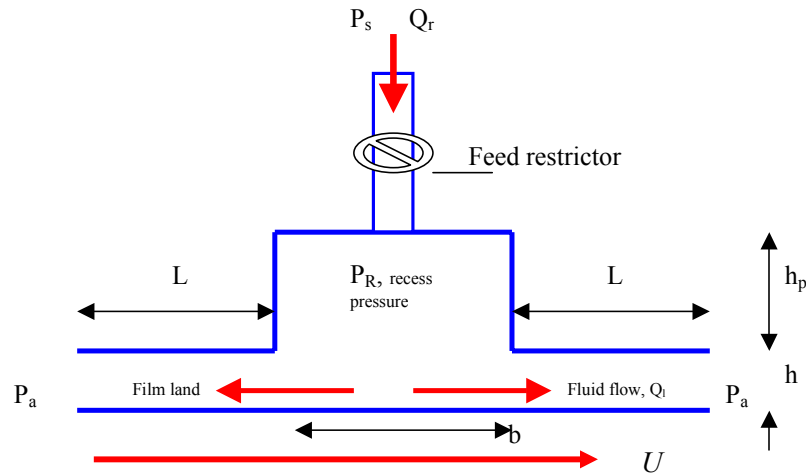 Pₛ Qᵣ
Feed restrictor
L
P_R, recess
pressure
L
hₚ
Pₐ
Film land
Fluid flow, Qₗ
Pₐ
h
b
U